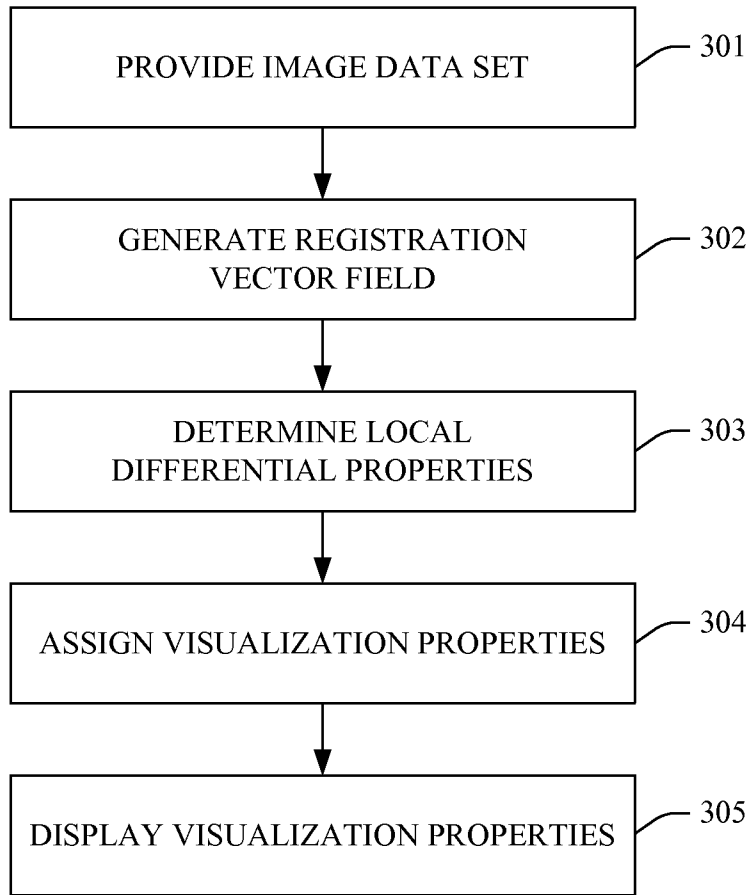 PROVIDE IMAGE DATA SET
301
GENERATE REGISTRATION
VECTOR FIELD
302
DETERMINE LOCAL
DIFFERENTIAL PROPERTIES
303
ASSIGN VISUALIZATION PROPERTIES
304
DISPLAY VISUALIZATION PROPERTIES
305